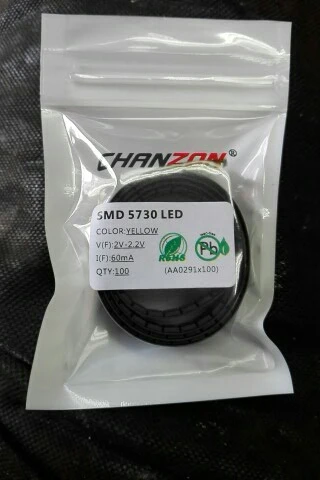 CHANZON®
SMD 5730 LED
COLOR:YELLOW
V(F):2V-2.2V
I(F):60mA
QTY:100
RoHS
Pb
(AA0291x100)